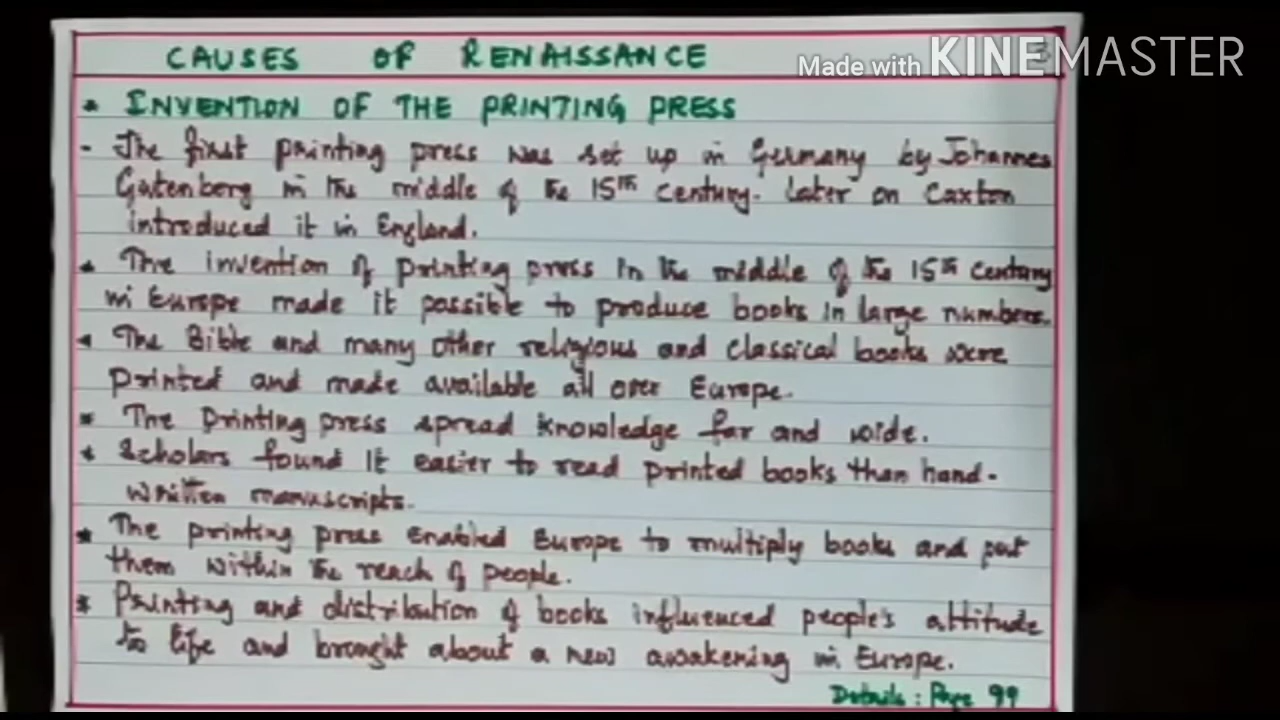 CAUSES OF RENAISSANCE
Made with KINEMASTER
* INVENTION OF THE PRINTING PRESS
- The first printing press was set up in Germany by Johannes
Gutenberg in the middle of the 15th century. Later on Caxton
introduced it in England.
* The invention of printing press in the middle of the 15th century
in Europe made it possible to produce books in large numbers.
* The Bible and many other religious and classical books were
printed and made available all over Europe.
* The printing press spread knowledge far and wide.
* Scholars found it easier to read printed books than hand-
written manuscripts.
* The printing press enabled Europe to multiply books and put
them within the reach of people.
* Printing and distribution of books influenced people's attitude
to life and brought about a new awakening in Europe.
Details: Page 99